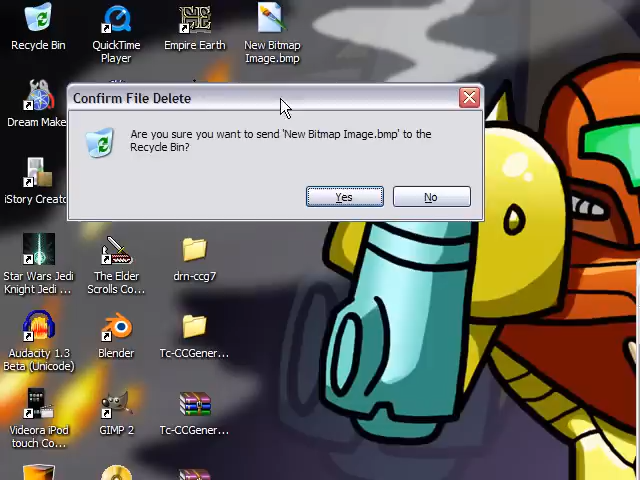 Recycle Bin
QuickTime
Player
Empire Earth
New Bitmap
Image.bmp
Confirm File Delete
Are you sure you want to send 'New Bitmap Image.bmp' to the
Recycle Bin?
Yes
No
Dream Make
iStory Creato
Star Wars Jedi
Knight Jedi ...
The Elder
Scrolls Co...
drn-ccg7
Audacity 1.3
Beta (Unicode)
Blender
Tc-CCGener...
Videora iPod
touch Co...
GIMP 2
Tc-CCGener...